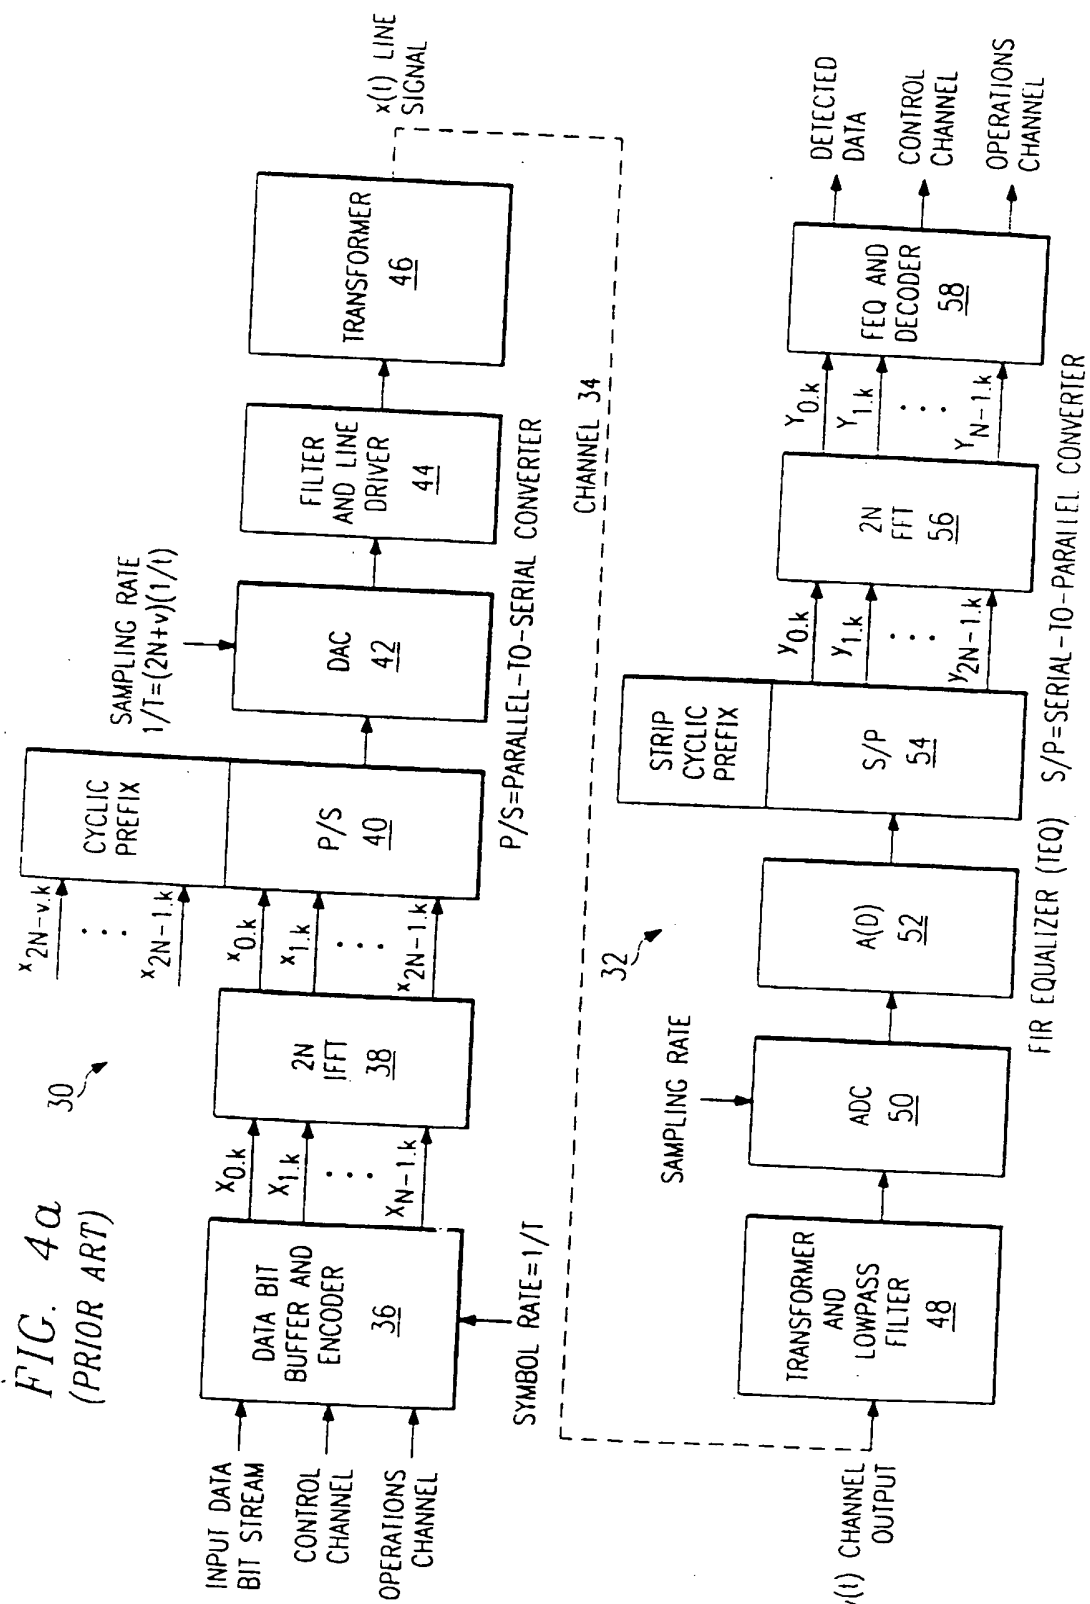 FIG. 4a
(PRIOR ART)
30
INPUT DATA
BIT STREAM
CONTROL
CHANNEL
OPERATIONS
CHANNEL
DATA BIT
BUFFER AND
ENCODER
36
SYMBOL RATE=1/T
X0.k
X1.k
XN-1.k
2N
IFFT
38
x2N-v.k
x2N-1.k
x0.k
x1.k
x2N-1.k
CYCLIC
PREFIX
P/S
40
P/S=PARALLEL-TO-SERIAL CONVERTER
SAMPLING RATE
1/T=(2N+v)(1/t)
DAC
42
FILTER
AND LINE
DRIVER
44
TRANSFORMER
46
x(t) LINE
SIGNAL
CHANNEL 34
32
y(t) CHANNEL
OUTPUT
TRANSFORMER
AND
LOWPASS
FILTER
48
SAMPLING RATE
ADC
50
A(D)
52
FIR EQUALIZER (TEQ)
STRIP
CYCLIC
PREFIX
S/P
54
S/P=SERIAL-TO-PARALLEL CONVERTER
y0.k
y1.k
y2N-1.k
2N
FFT
56
Y0.k
Y1.k
YN-1.k
FEQ AND
DECODER
58
DETECTED
DATA
CONTROL
CHANNEL
OPERATIONS
CHANNEL